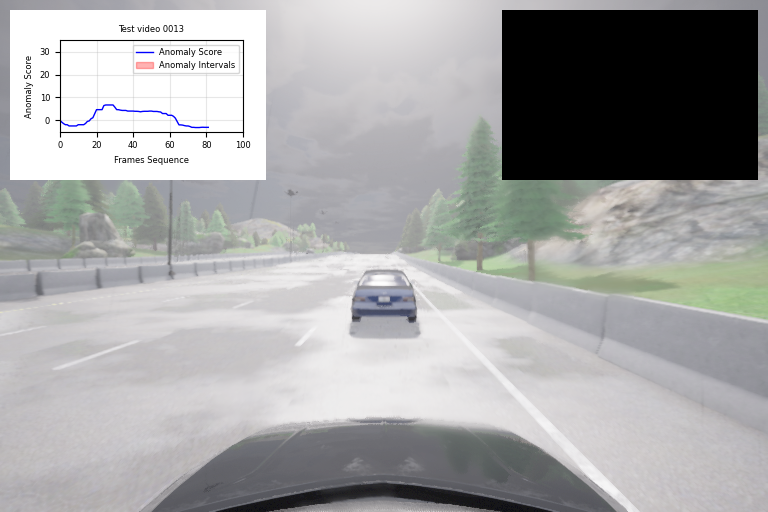 Test video 0013
Anomaly Score
Anomaly Intervals
30
20
10
0
Anomaly Score
0 20 40 60 80 100
Frames Sequence